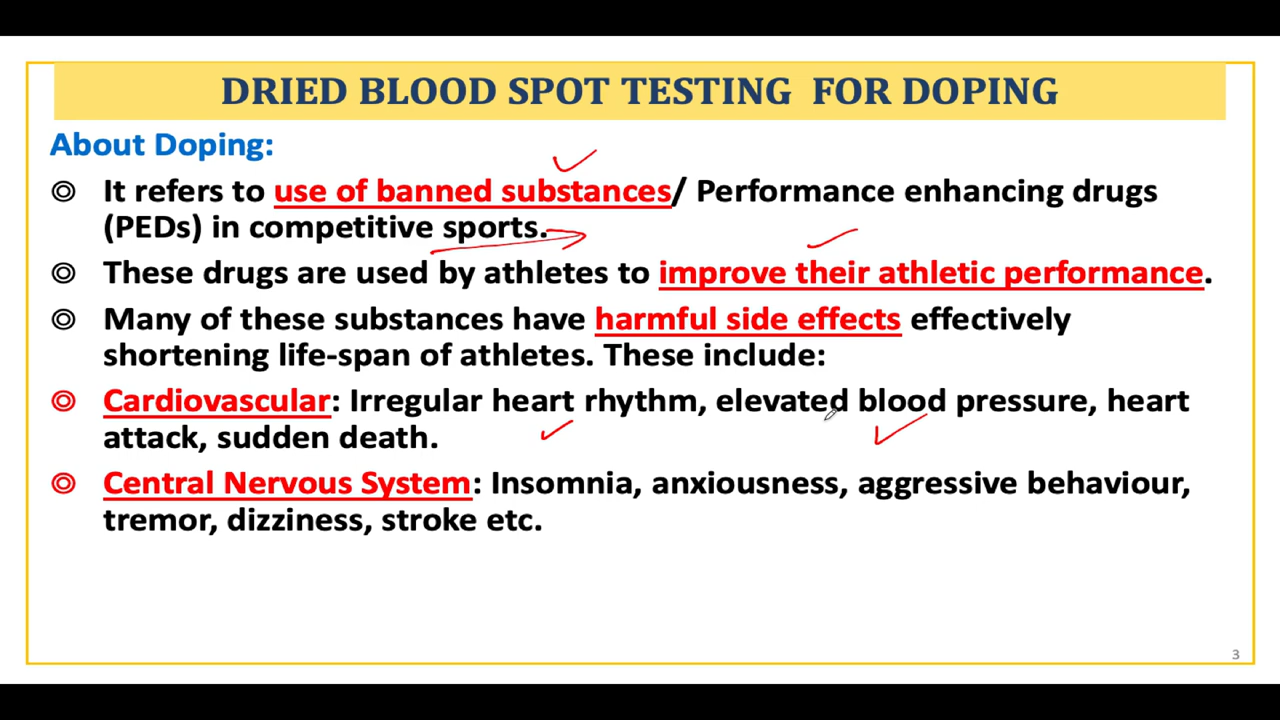 DRIED BLOOD SPOT TESTING FOR DOPING
About Doping:
It refers to use of banned substances/ Performance enhancing drugs
(PEDs) in competitive sports.
These drugs are used by athletes to improve their athletic performance.
Many of these substances have harmful side effects effectively
shortening life-span of athletes. These include:
Cardiovascular: Irregular heart rhythm, elevated blood pressure, heart
attack, sudden death.
Central Nervous System: Insomnia, anxiousness, aggressive behaviour,
tremor, dizziness, stroke etc.
3